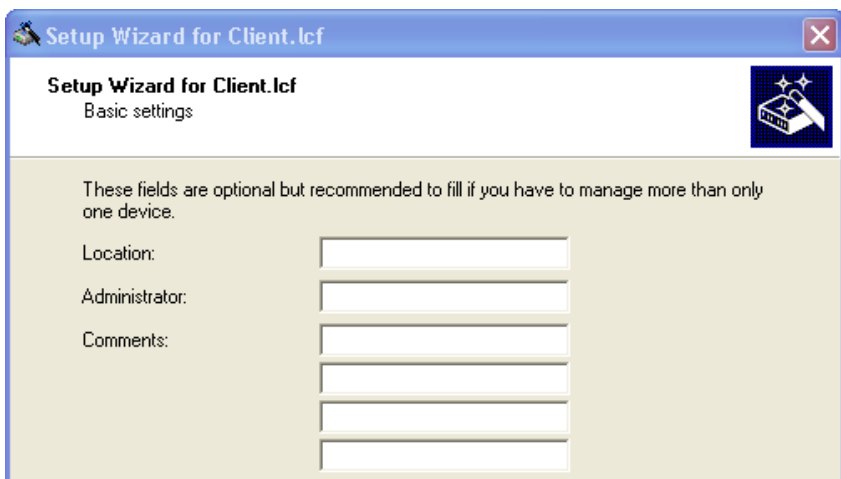 Setup Wizard for Client.lcf
Setup Wizard for Client.lcf
Basic settings
These fields are optional but recommended to fill if you have to manage more than only
one device.
Location:
Administrator:
Comments: